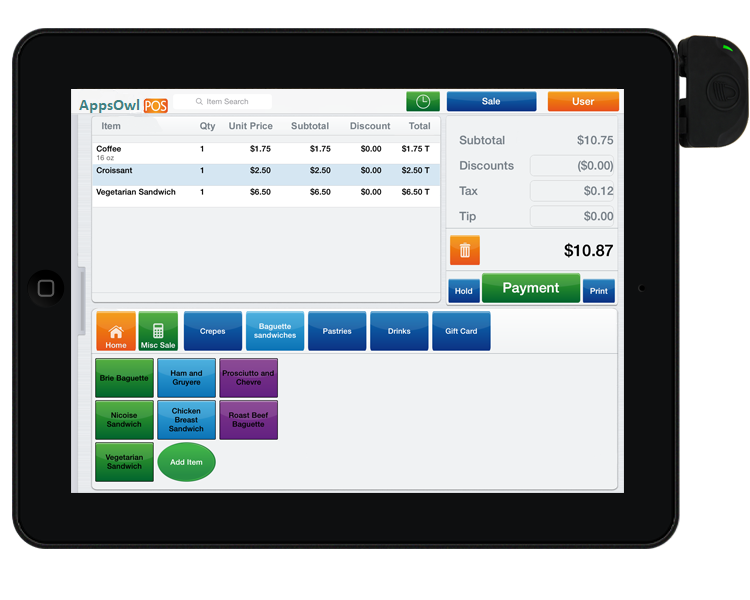 AppsOwl POS
Item Search
Sale
User
Item Qty Unit Price Subtotal Discount Total
Coffee 1 $1.75 $1.75 $0.00 $1.75 T
16 oz
Croissant 1 $2.50 $2.50 $0.00 $2.50 T
Vegetarian Sandwich 1 $6.50 $6.50 $0.00 $6.50 T
Subtotal $10.75
Discounts ($0.00)
Tax $0.12
Tip $0.00
$10.87
Hold
Payment
Print
Home
Misc Sale
Crepes
Baguette
sandwiches
Pastries
Drinks
Gift Card
Brie Baguette
Ham and
Gruyere
Prosciutto and
Chevre
Nicoise
Sandwich
Chicken
Breast
Sandwich
Roast Beef
Baguette
Vegetarian
Sandwich
Add Item